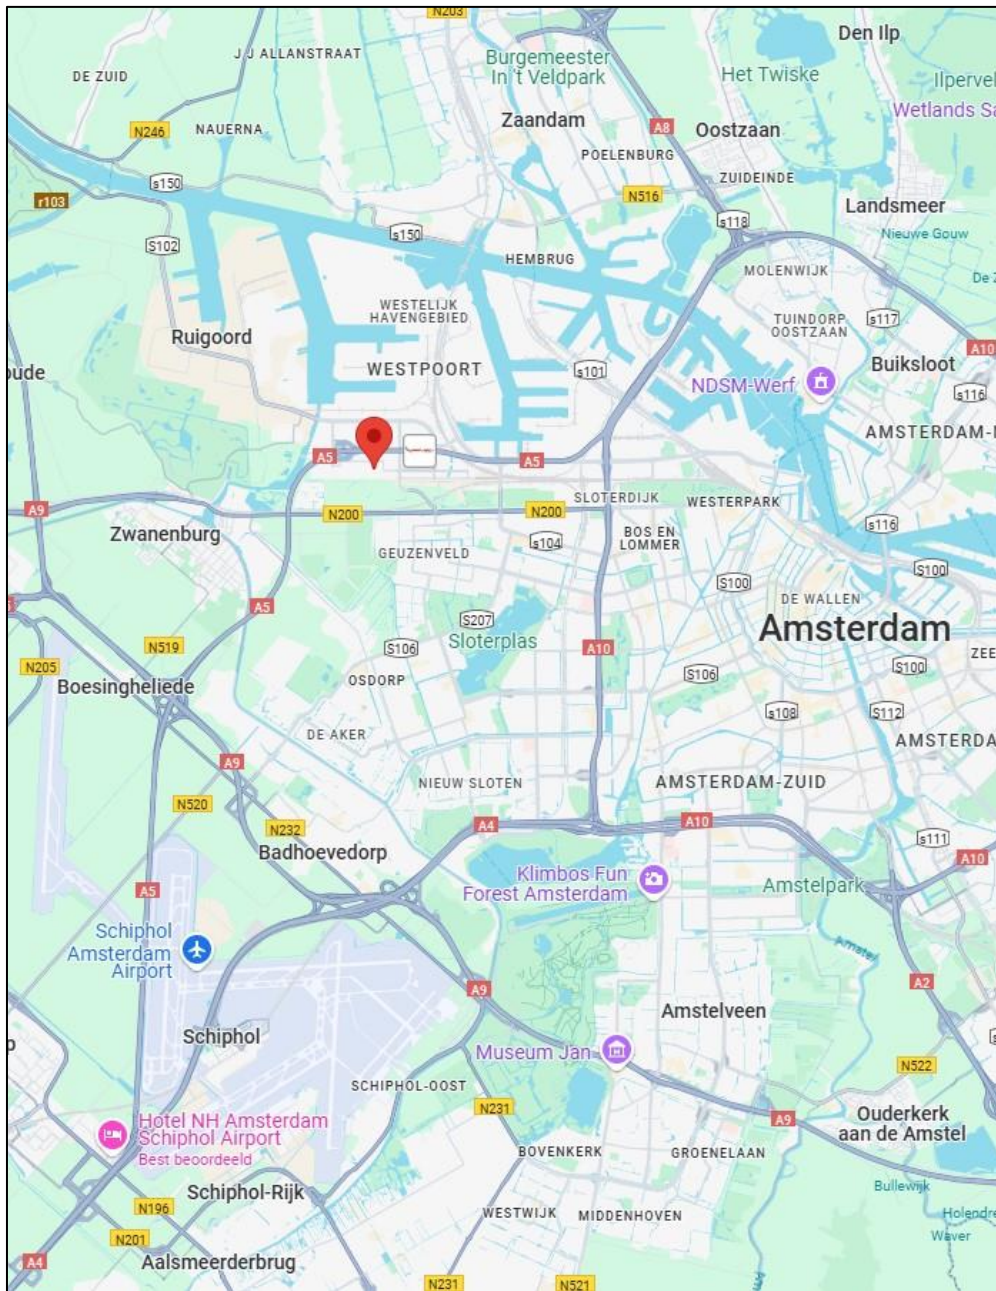 N203
Den Ilp
J J ALLANSTRAAT
Burgemeester
In 't Veldpark
DE ZUID
Het Twiske
Ilperve
Wetlands Sa
N246
NAUERNA
Zaandam
A8
Oostzaan
POELENBURG
ZUIDEINDE
s150
r103
N516
Landsmeer
s118
Nieuwe Gouw
S102
s150
HEMBRUG
MOLENWIJK
De Z
WESTELIJK
HAVENGEBIED
TUINDORP
OOSTZAAN
s117
Ruigoord
A10
oude
WESTPOORT
s101
NDSM-Werf
Buiksloot
s116
AMSTERDAM-N
A5
A5
A9
N200
N200
SLOTERDIJK
WESTERPARK
Zwanenburg
GEUZENVELD
s104
BOS EN
LOMMER
s116
S100
S100
DE WALLEN
A5
S207
Amsterdam
Sloterplas
N519
S106
A10
N205
S106
S100
ZEE
Boesingheliede
OSDORP
s108
S112
DE AKER
AMSTERDA
A9
NIEUW SLOTEN
AMSTERDAM-ZUID
N520
N232
A4
A10
s111
Badhoevedorp
A10
Klimbos Fun
Forest Amsterdam
Amstelpark
A5
Schiphol
Amsterdam
Airport
Amstel
A9
A2
Amstelveen
Schiphol
Museum Jan
N522
SCHIPHOL-OOST
N231
Hotel NH Amsterdam
Schiphol Airport
Best beoordeeld
A9
Ouderkerk
aan de Amstel
BOVENKERK
GROENELAAN
Schiphol-Rijk
Bullewijk
N196
WESTWIJK
MIDDENHOVEN
Holendre
Waver
N201
A4
Aalsmeerderbrug
N231
N521